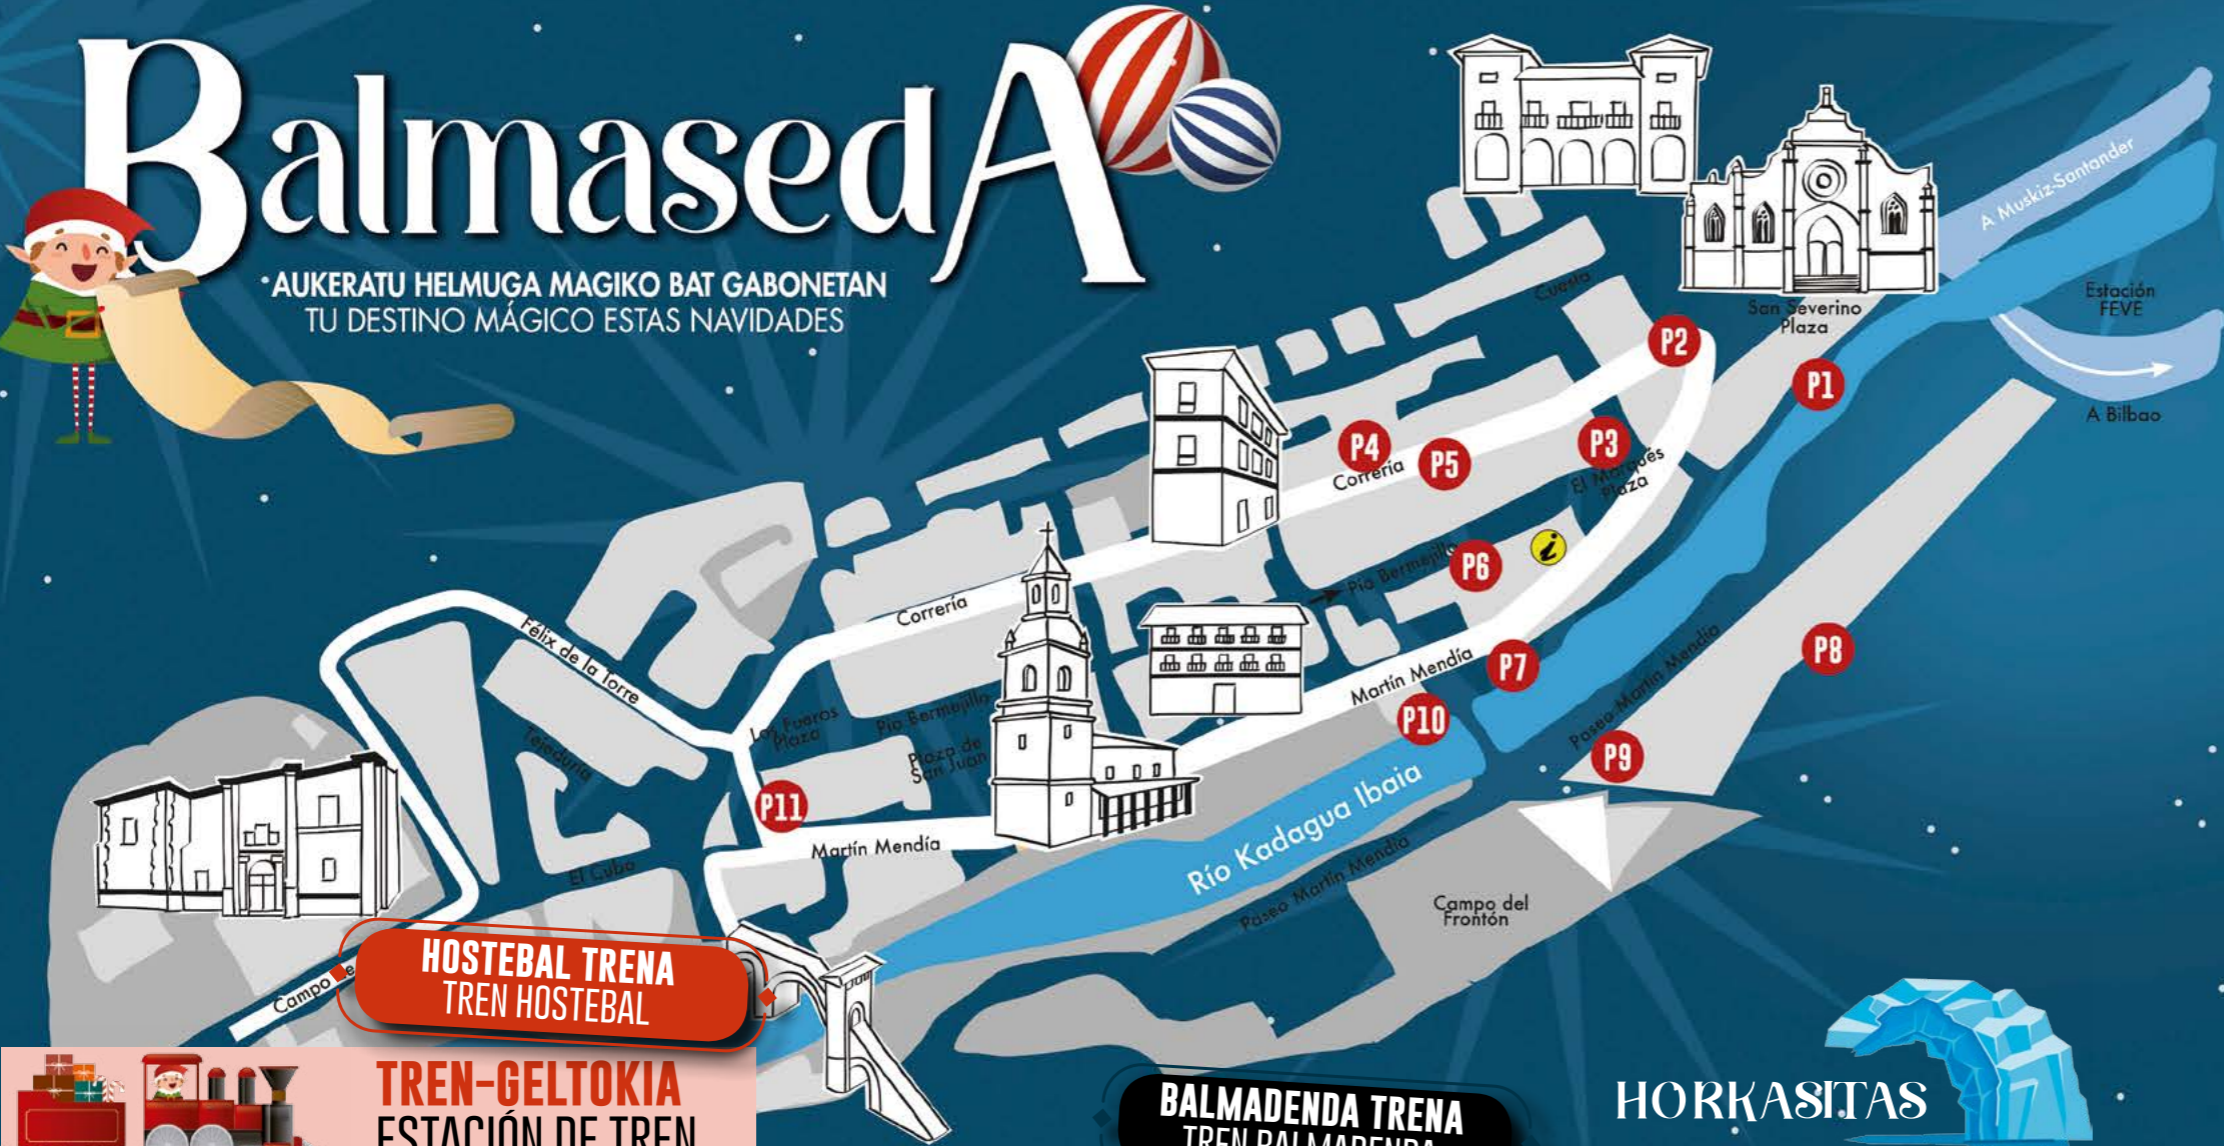 BalmasedA
·AUKERATU HELMUGA MAGIKO BAT GABONETAN
TU DESTINO MÁGICO ESTAS NAVIDADES
A Muskiz-Santander
Estación
FEVE
A Bilbao
San Severino
Plaza
Cuesta
P2
P1
P4
Correría
P5
P3
El Marqués
Plaza
i
Pío Bermejillo
P6
Correría
Félix de la Torre
Martín Mendía
P7
P8
Paseo Martín Mendía
P9
P10
Los Fueros
Plaza
Pío Bermejillo
Plaza de
San Juan
Tejeduría
P11
Martín Mendía
El Cubo
Río Kadagua Ibaia
Paseo Martín Mendía
Campo del
Frontón
Campo
HOSTEBAL TRENA
TREN HOSTEBAL
TREN-GELTOKIA
ESTACIÓN DE TREN
BALMADENDA TRENA
TREN BALMADENDA
HORKASITAS